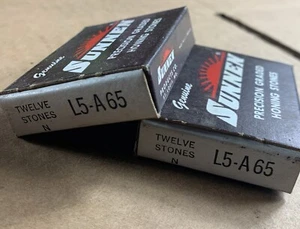 Genuine
SUNNEN
PRECISION GRADED
HONING STONES
TWELVE
STONES
N
L5-A65
Genuine
SUNNEN
PRECISION GRADED
HONING STONES
TWELVE
STONES
N
L5-A65